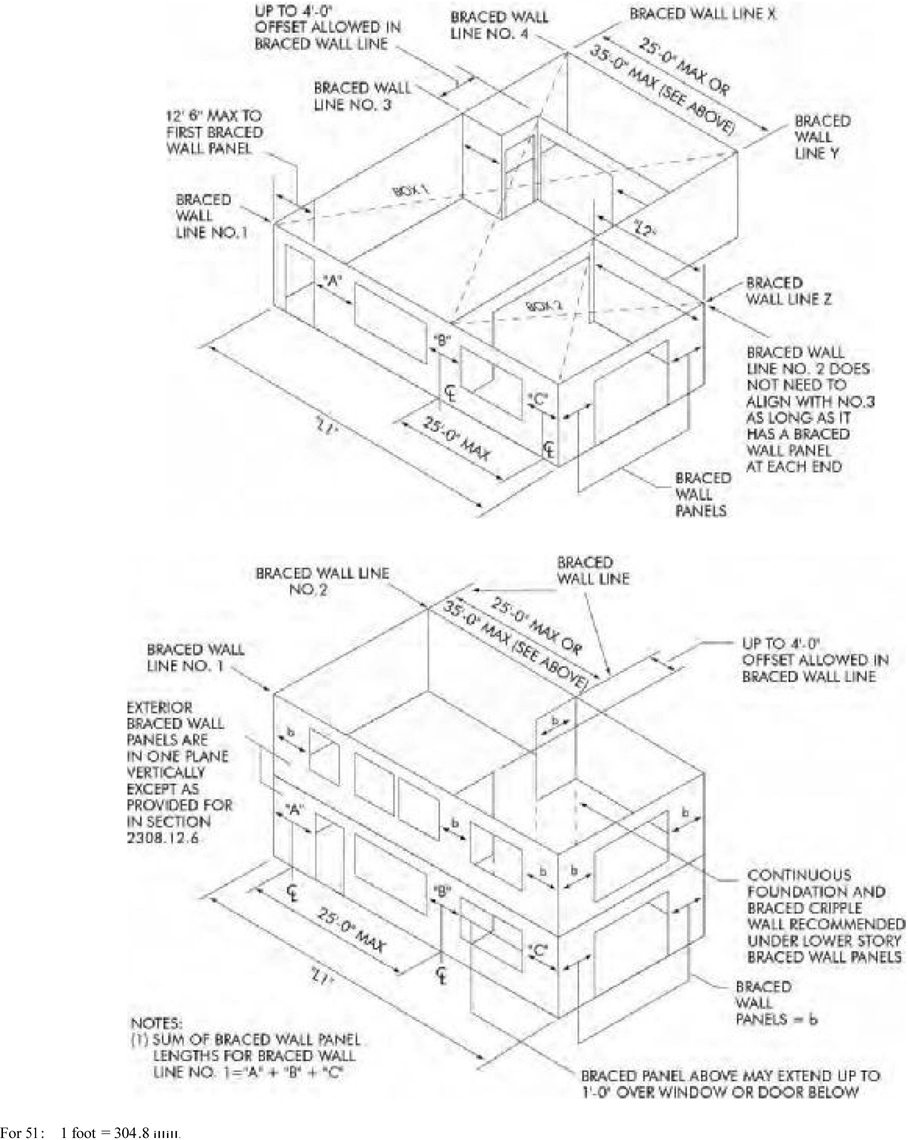 UP TO 4'-0"
OFFSET ALLOWED IN
BRACED WALL LINE
BRACED WALL
LINE NO. 4
BRACED WALL LINE X
25'-0" MAX OR
35'-0" MAX (SEE ABOVE)
BRACED WALL
LINE NO. 3
12' 6" MAX TO
FIRST BRACED
WALL PANEL
BRACED
WALL
LINE Y
BRACED
WALL
LINE NO.1
BOX 1
"L2"
"A"
BRACED
WALL LINE Z
BOX 2
"B"
"C"
℄
℄
25'-0" MAX
"L1"
BRACED WALL
LINE NO. 2 DOES
NOT NEED TO
ALIGN WITH NO.3
AS LONG AS IT
HAS A BRACED
WALL PANEL
AT EACH END
BRACED
WALL
PANELS
BRACED WALL LINE
NO.2
BRACED
WALL LINE
25'-0" MAX OR
35'-0" MAX (SEE ABOVE)
BRACED WALL
LINE NO. 1
UP TO 4'-0"
OFFSET ALLOWED IN
BRACED WALL LINE
EXTERIOR
BRACED WALL
PANELS ARE
IN ONE PLANE
VERTICALLY
EXCEPT AS
PROVIDED FOR
IN SECTION
2308.12.6
b
b
b
b
b
b
b
"A"
"B"
"C"
℄
℄
25'-0" MAX
"L1"
CONTINUOUS
FOUNDATION AND
BRACED CRIPPLE
WALL RECOMMENDED
UNDER LOWER STORY
BRACED WALL PANELS
BRACED
WALL
PANELS = b
NOTES:
(1) SUM OF BRACED WALL PANEL
LENGTHS FOR BRACED WALL
LINE NO. 1="A" + "B" + "C"
BRACED PANEL ABOVE MAY EXTEND UP TO
1'-0" OVER WINDOW OR DOOR BELOW
For 51: 1 foot = 304.8